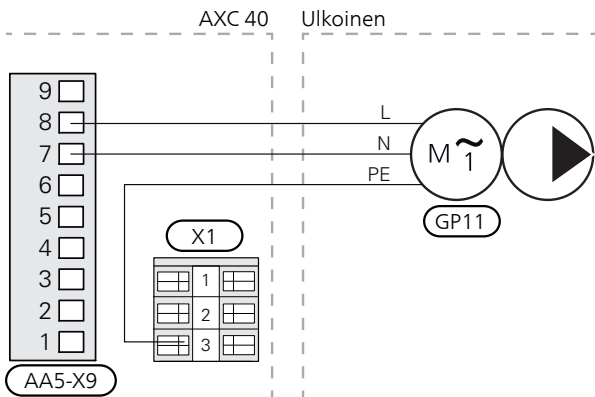 AXC 40 Ulkoinen
9
8 L
7 N
6 PE
5
4
3
2
1
M ~ 1
GP11
X1
1
2
3
AA5-X9